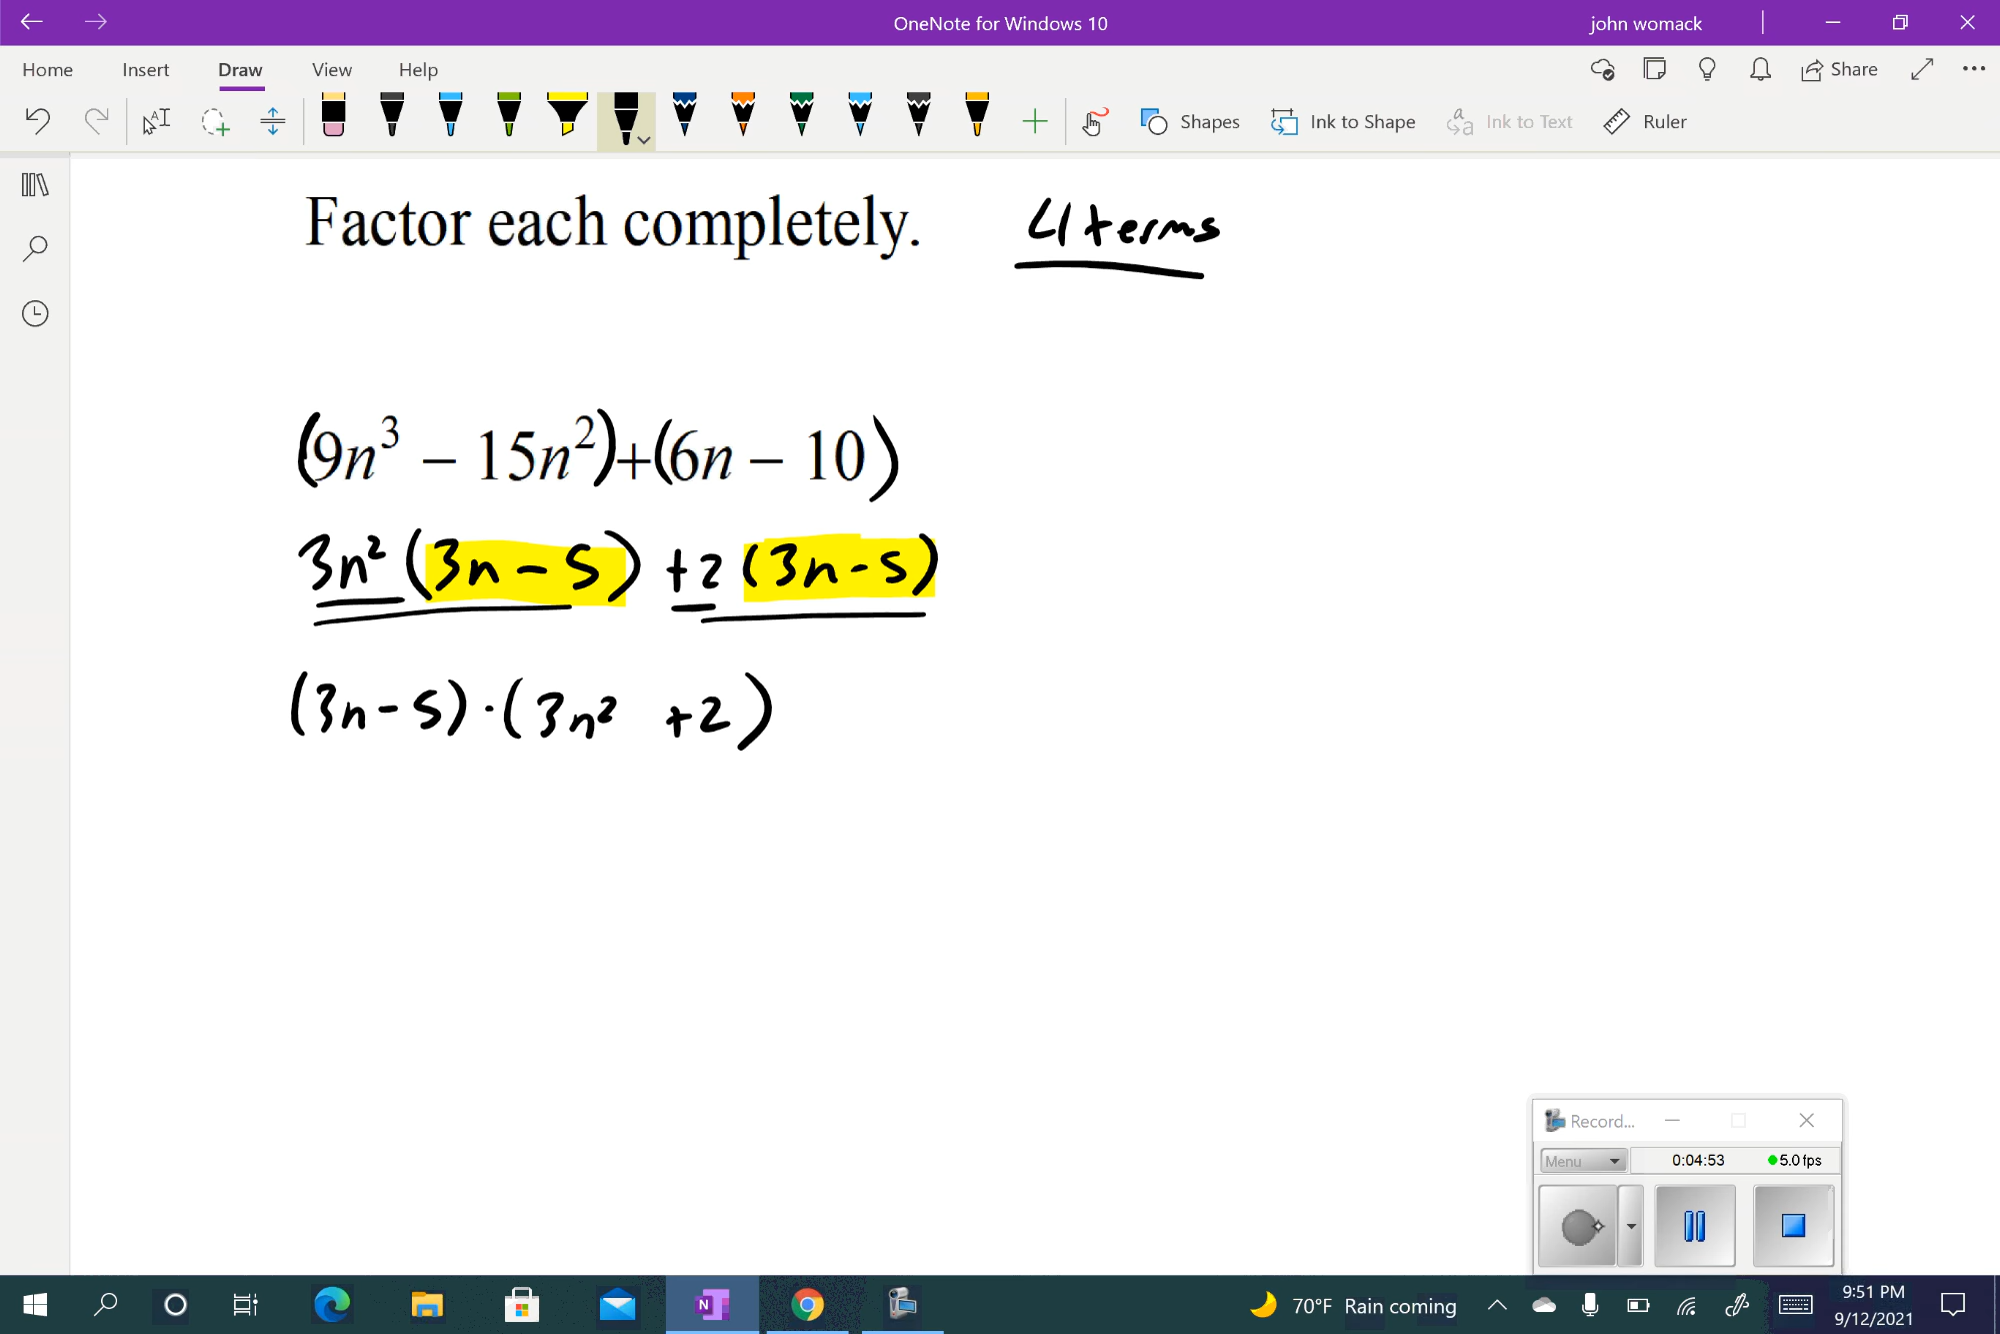 OneNote for Windows 10
john womack
Home Insert Draw View Help
Share
Shapes Ink to Shape Ink to Text Ruler
Factor each completely. 4 terms
(9n³ – 15n²)+(6n – 10)
3n² (3n – 5) +2 (3n-5)
(3n-5)·(3n² +2)
Record...
Menu 0:04:53 5.0 fps
70°F Rain coming
9:51 PM
9/12/2021